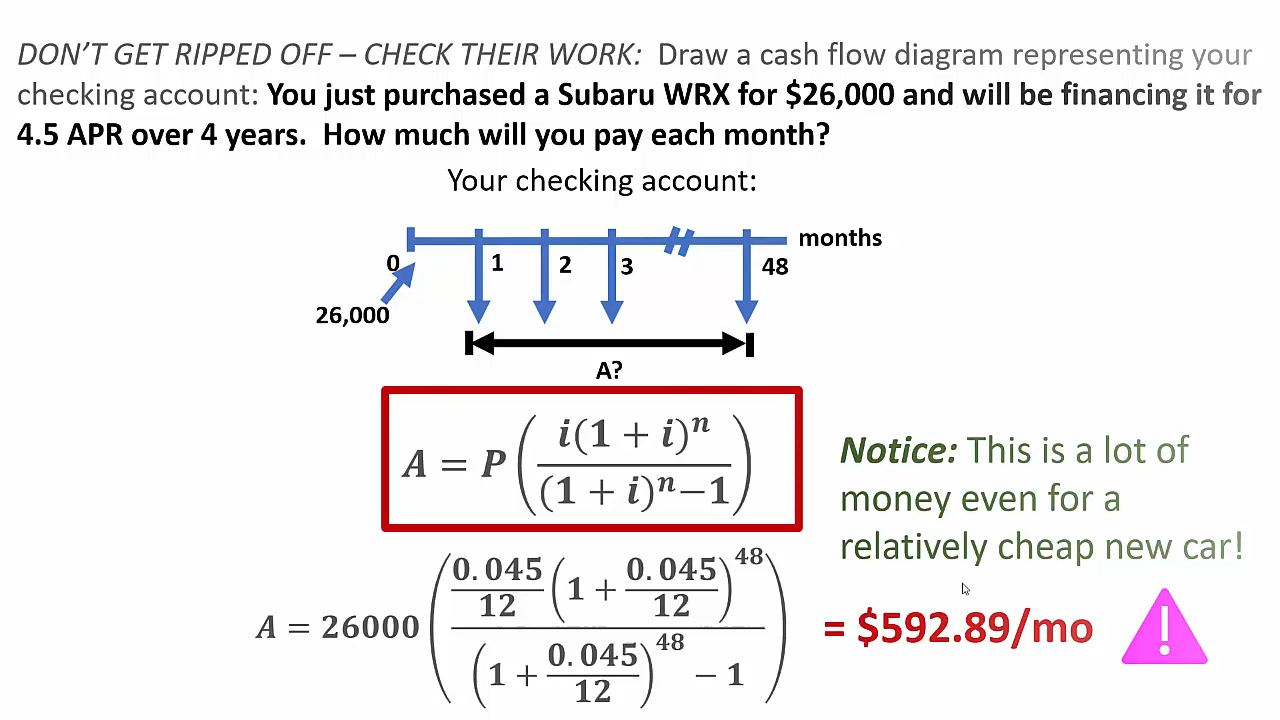 DON'T GET RIPPED OFF – CHECK THEIR WORK: Draw a cash flow diagram representing your
checking account: You just purchased a Subaru WRX for $26,000 and will be financing it for
4.5 APR over 4 years. How much will you pay each month?
Your checking account:
months
0 1 2 3 48
26,000
A?
A = P ( i(1 + i)^n / (1 + i)^n − 1 )
Notice: This is a lot of
money even for a
relatively cheap new car!
A = 26000 ( 0.045/12 (1 + 0.045/12)^48 / (1 + 0.045/12)^48 − 1 )
= $592.89/mo
!